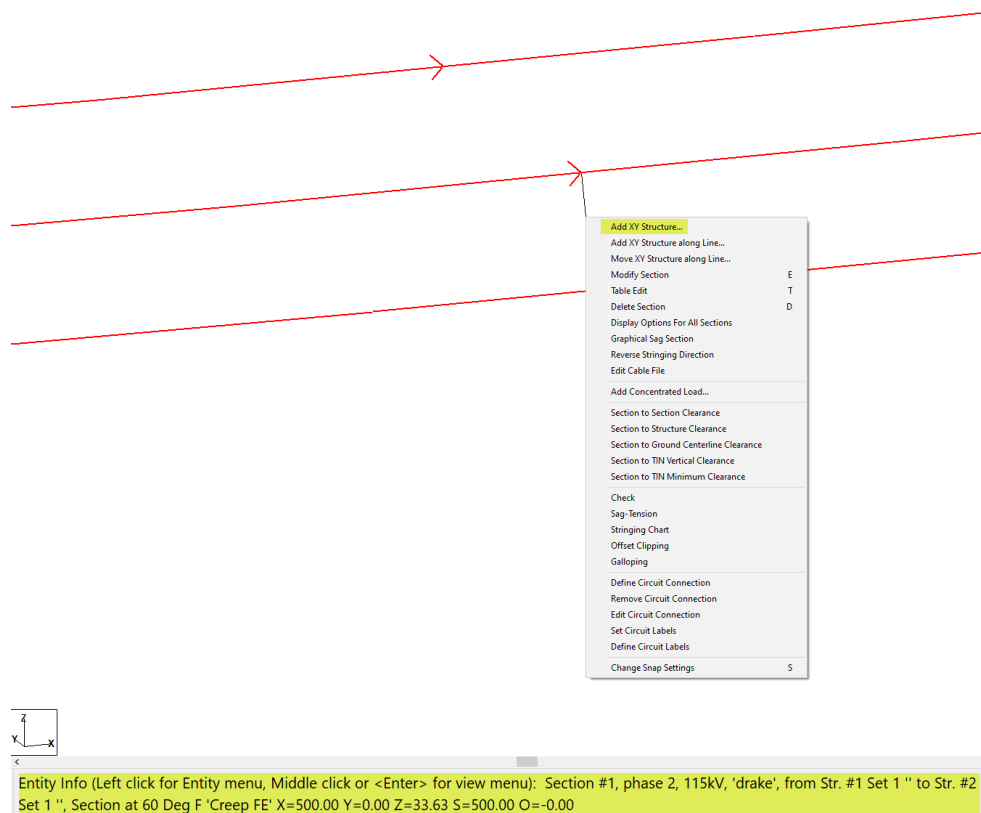 Add XY Structure...
Add XY Structure along Line...
Move XY Structure along Line...
Modify Section E
Table Edit T
Delete Section D
Display Options For All Sections
Graphical Sag Section
Reverse Stringing Direction
Edit Cable File
Add Concentrated Load...
Section to Section Clearance
Section to Structure Clearance
Section to Ground Centerline Clearance
Section to TIN Vertical Clearance
Section to TIN Minimum Clearance
Check
Sag-Tension
Stringing Chart
Offset Clipping
Galloping
Define Circuit Connection
Remove Circuit Connection
Edit Circuit Connection
Set Circuit Labels
Define Circuit Labels
Change Snap Settings S
Z
Y X
Entity Info (Left click for Entity menu, Middle click or <Enter> for view menu): Section #1, phase 2, 115kV, 'drake', from Str. #1 Set 1 '' to Str. #2
Set 1 '', Section at 60 Deg F 'Creep FE' X=500.00 Y=0.00 Z=33.63 S=500.00 O=-0.00